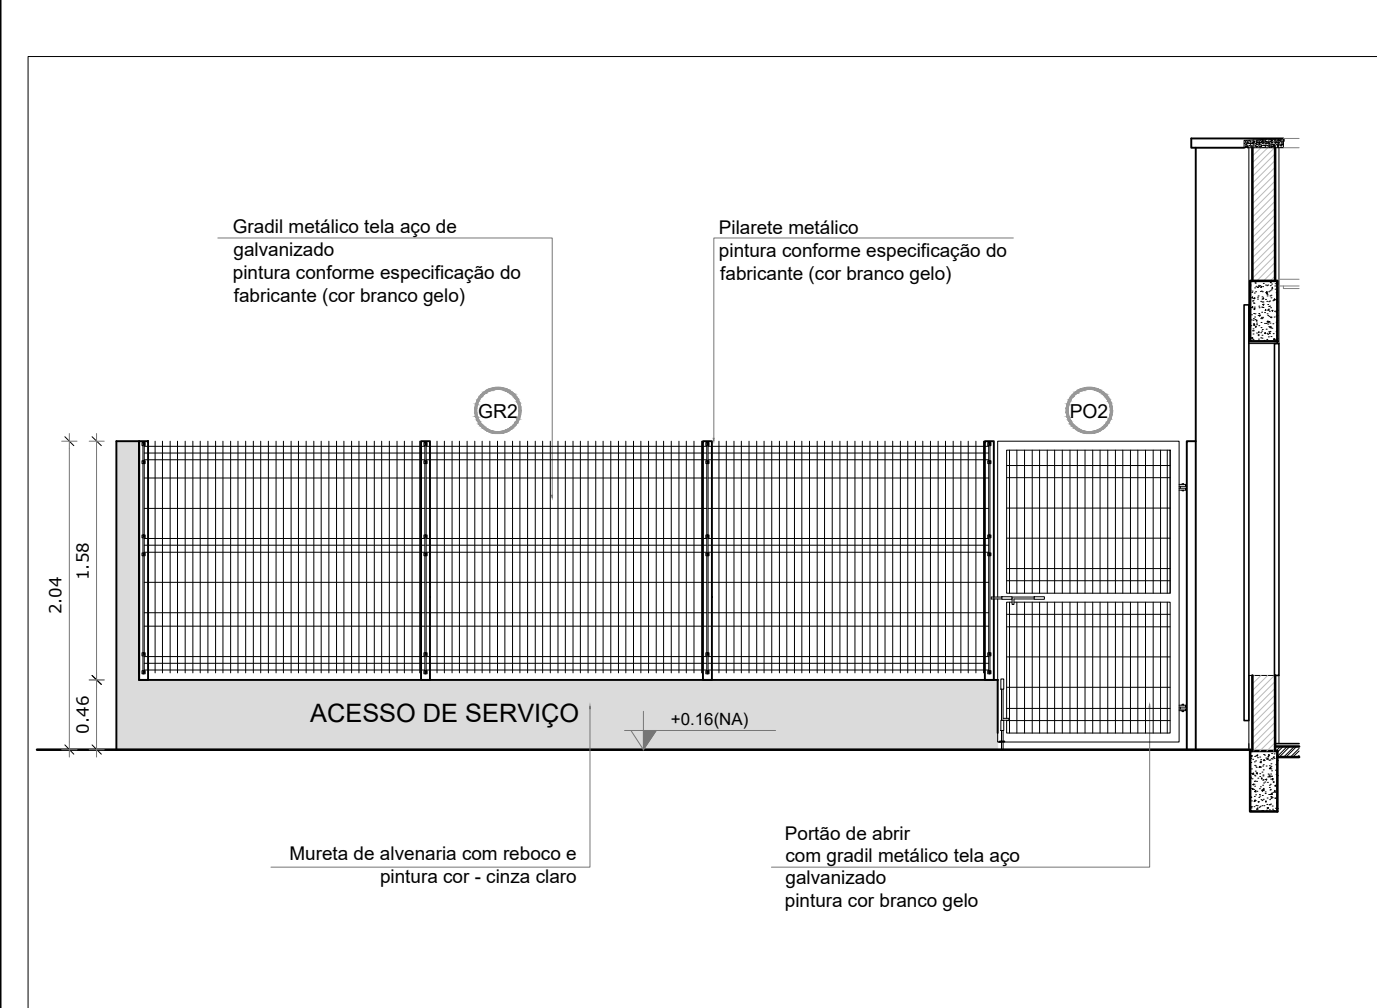 Gradil metálico tela aço de
galvanizado
pintura conforme especificação do
fabricante (cor branco gelo)
Pilarete metálico
pintura conforme especificação do
fabricante (cor branco gelo)
GR2
PO2
2.04
1.58
0.46
ACESSO DE SERVIÇO
+0.16(NA)
Mureta de alvenaria com reboco e
pintura cor - cinza claro
Portão de abrir
com gradil metálico tela aço
galvanizado
pintura cor branco gelo